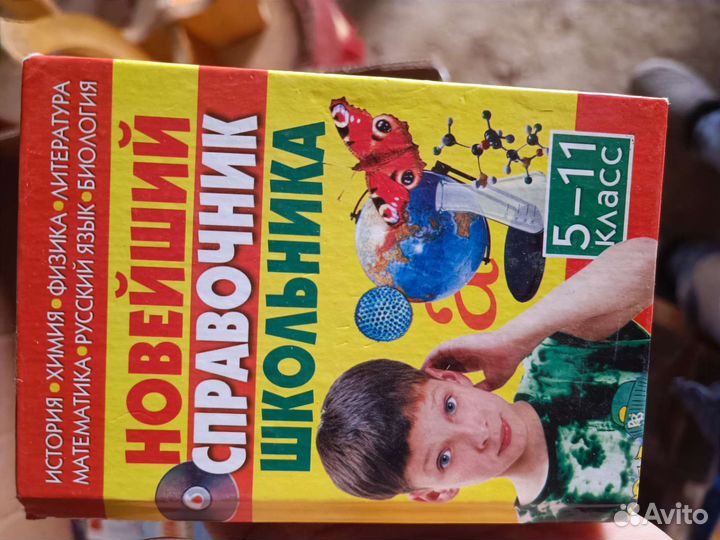 ИСТОРИЯ • ХИМИЯ • ФИЗИКА • ЛИТЕРАТУРА
МАТЕМАТИКА • РУССКИЙ ЯЗЫК • БИОЛОГИЯ
НОВЕЙШИЙ
СПРАВОЧНИК
ШКОЛЬНИКА
5–11
класс
а
Avito